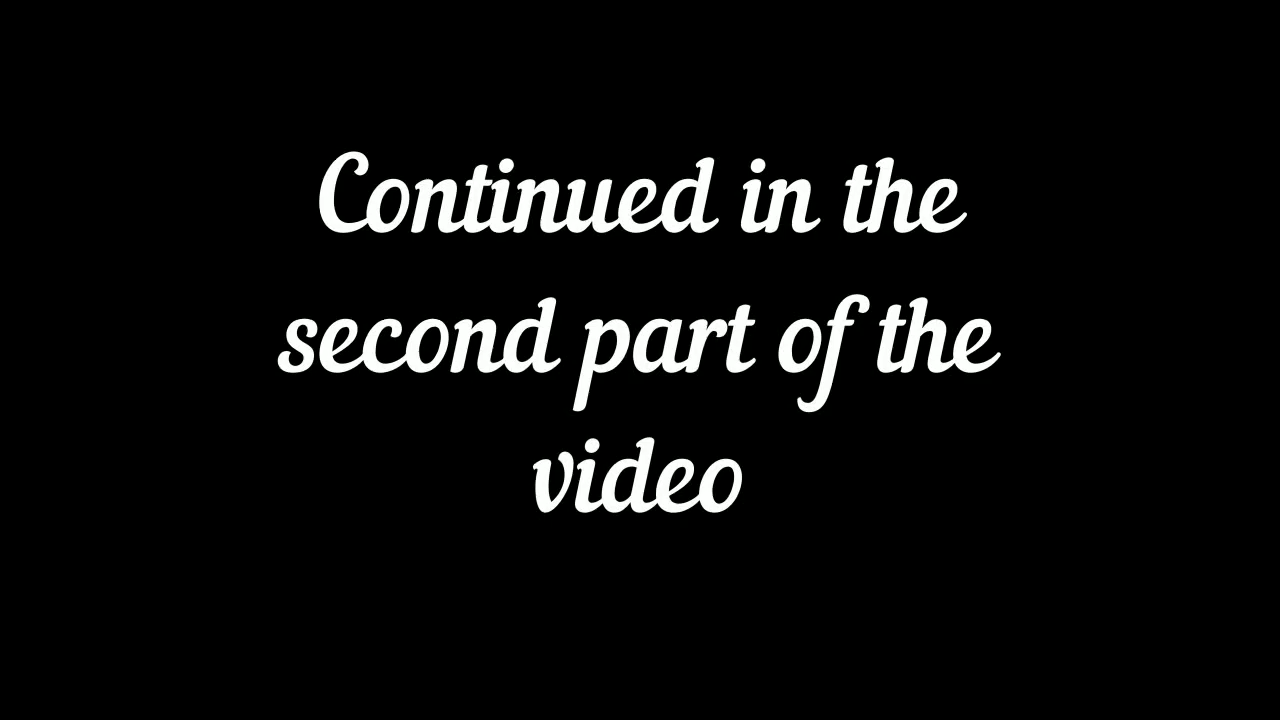 Continued in the
second part of the
video